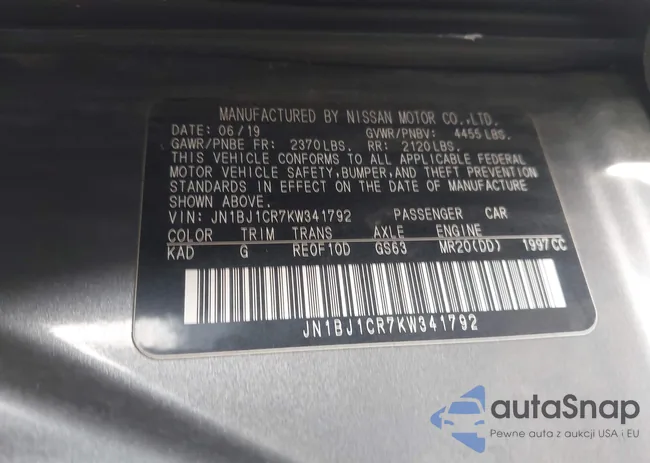 MANUFACTURED BY NISSAN MOTOR CO.,LTD.
DATE: 06/19 GVWR/PNBV: 4455LBS.
GAWR/PNBE FR: 2370LBS. RR: 2120LBS.
THIS VEHICLE CONFORMS TO ALL APPLICABLE FEDERAL
MOTOR VEHICLE SAFETY,BUMPER,AND THEFT PREVENTION
STANDARDS IN EFFECT ON THE DATE OF MANUFACTURE
SHOWN ABOVE.
VIN: JN1BJ1CR7KW341792 PASSENGER CAR
COLOR TRIM TRANS AXLE ENGINE
KAD G RE0F10D GS63 MR20(DD) 1997CC
JN1BJ1CR7KW341792
autaSnap
Pewne auta z aukcji USA i EU